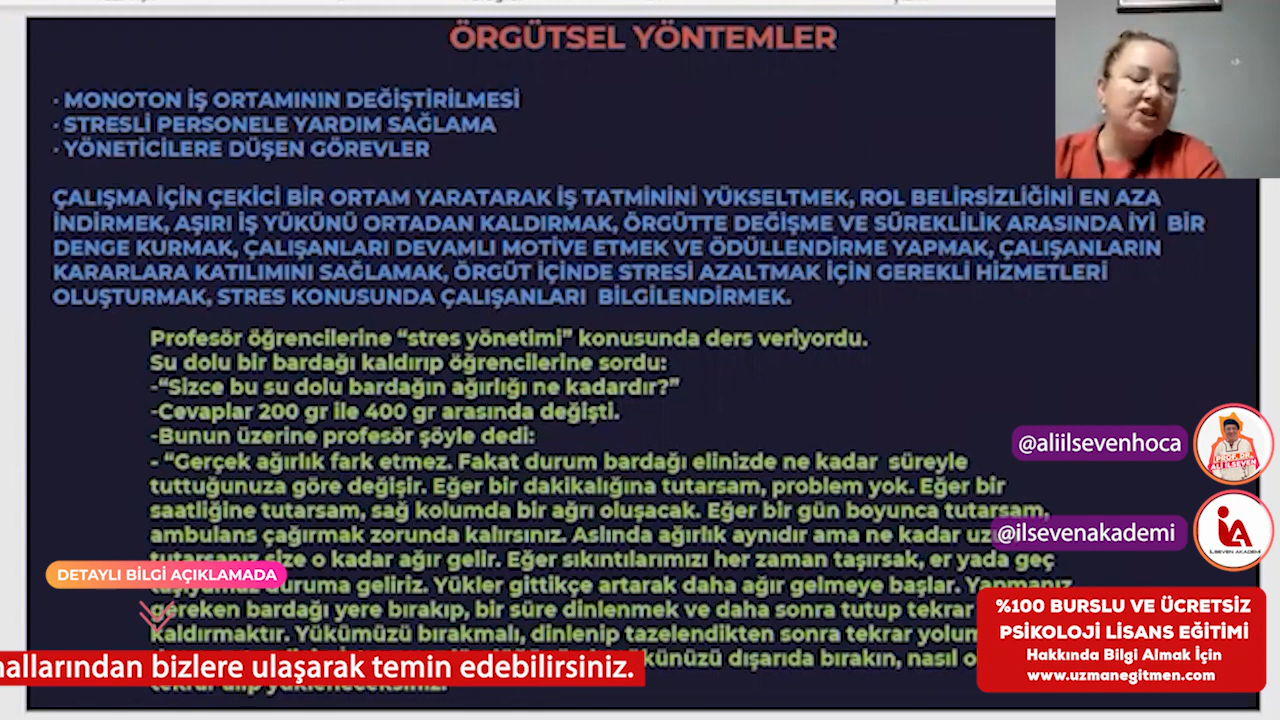 ÖRGÜTSEL YÖNTEMLER
· MONOTON İŞ ORTAMININ DEĞİŞTİRİLMESİ
· STRESLİ PERSONELE YARDIM SAĞLAMA
· YÖNETİCİLERE DÜŞEN GÖREVLER
ÇALIŞMA İÇİN ÇEKİCİ BİR ORTAM YARATARAK İŞ TATMİNİNİ YÜKSELTMEK, ROL BELİRSİZLİĞİNİ EN AZA
İNDİRMEK, AŞIRI İŞ YÜKÜNÜ ORTADAN KALDIRMAK, ÖRGÜTTE DEĞİŞME VE SÜREKLİLİK ARASINDA İYİ BİR
DENGE KURMAK, ÇALIŞANLARI DEVAMLI MOTİVE ETMEK VE ÖDÜLLENDİRME YAPMAK, ÇALIŞANLARIN
KARARLARA KATILIMINI SAĞLAMAK, ÖRGÜT İÇİNDE STRESİ AZALTMAK İÇİN GEREKLİ HİZMETLERİ
OLUŞTURMAK, STRES KONUSUNDA ÇALIŞANLARI BİLGİLENDİRMEK.
Profesör öğrencilerine “stres yönetimi” konusunda ders veriyordu.
Su dolu bir bardağı kaldırıp öğrencilerine sordu:
-“Sizce bu su dolu bardağın ağırlığı ne kadardır?”
-Cevaplar 200 gr ile 400 gr arasında değişti.
-Bunun üzerine profesör şöyle dedi:
- “Gerçek ağırlık fark etmez. Fakat durum bardağı elinizde ne kadar süreyle
tuttuğunuza göre değişir. Eğer bir dakikalığına tutarsam, problem yok. Eğer bir
saatliğine tutarsam, sağ kolumda bir ağrı oluşacak. Eğer bir gün boyunca tutarsam,
ambulans çağırmak zorunda kalırsınız. Aslında ağırlık aynıdır ama ne kadar
tutarsanız size o kadar ağır gelir. Eğer sıkıntılarımızı her zaman taşırsak, er yada geç
duruma geliriz. Yükler gittikçe artarak daha ağır gelmeye başlar. Yapmanız
gereken bardağı yere bırakıp, bir süre dinlenmek ve daha sonra tutup tekrar
kaldırmaktır. Yükümüzü bırakmalı, dinlenip tazelendikten sonra tekrar
dışarıda bırakın, nasıl
@aliilsevenhoca
PROF. DR.
ALİ İLSEVEN
@ilsevenakademi
İLSEVEN AKADEMİ
DETAYLI BİLGİ AÇIKLAMADA
bizlere ulaşarak temin edebilirsiniz.
%100 BURSLU VE ÜCRETSİZ
PSİKOLOJİ LİSANS EĞİTİMİ
Hakkında Bilgi Almak İçin
www.uzmanegitmen.com